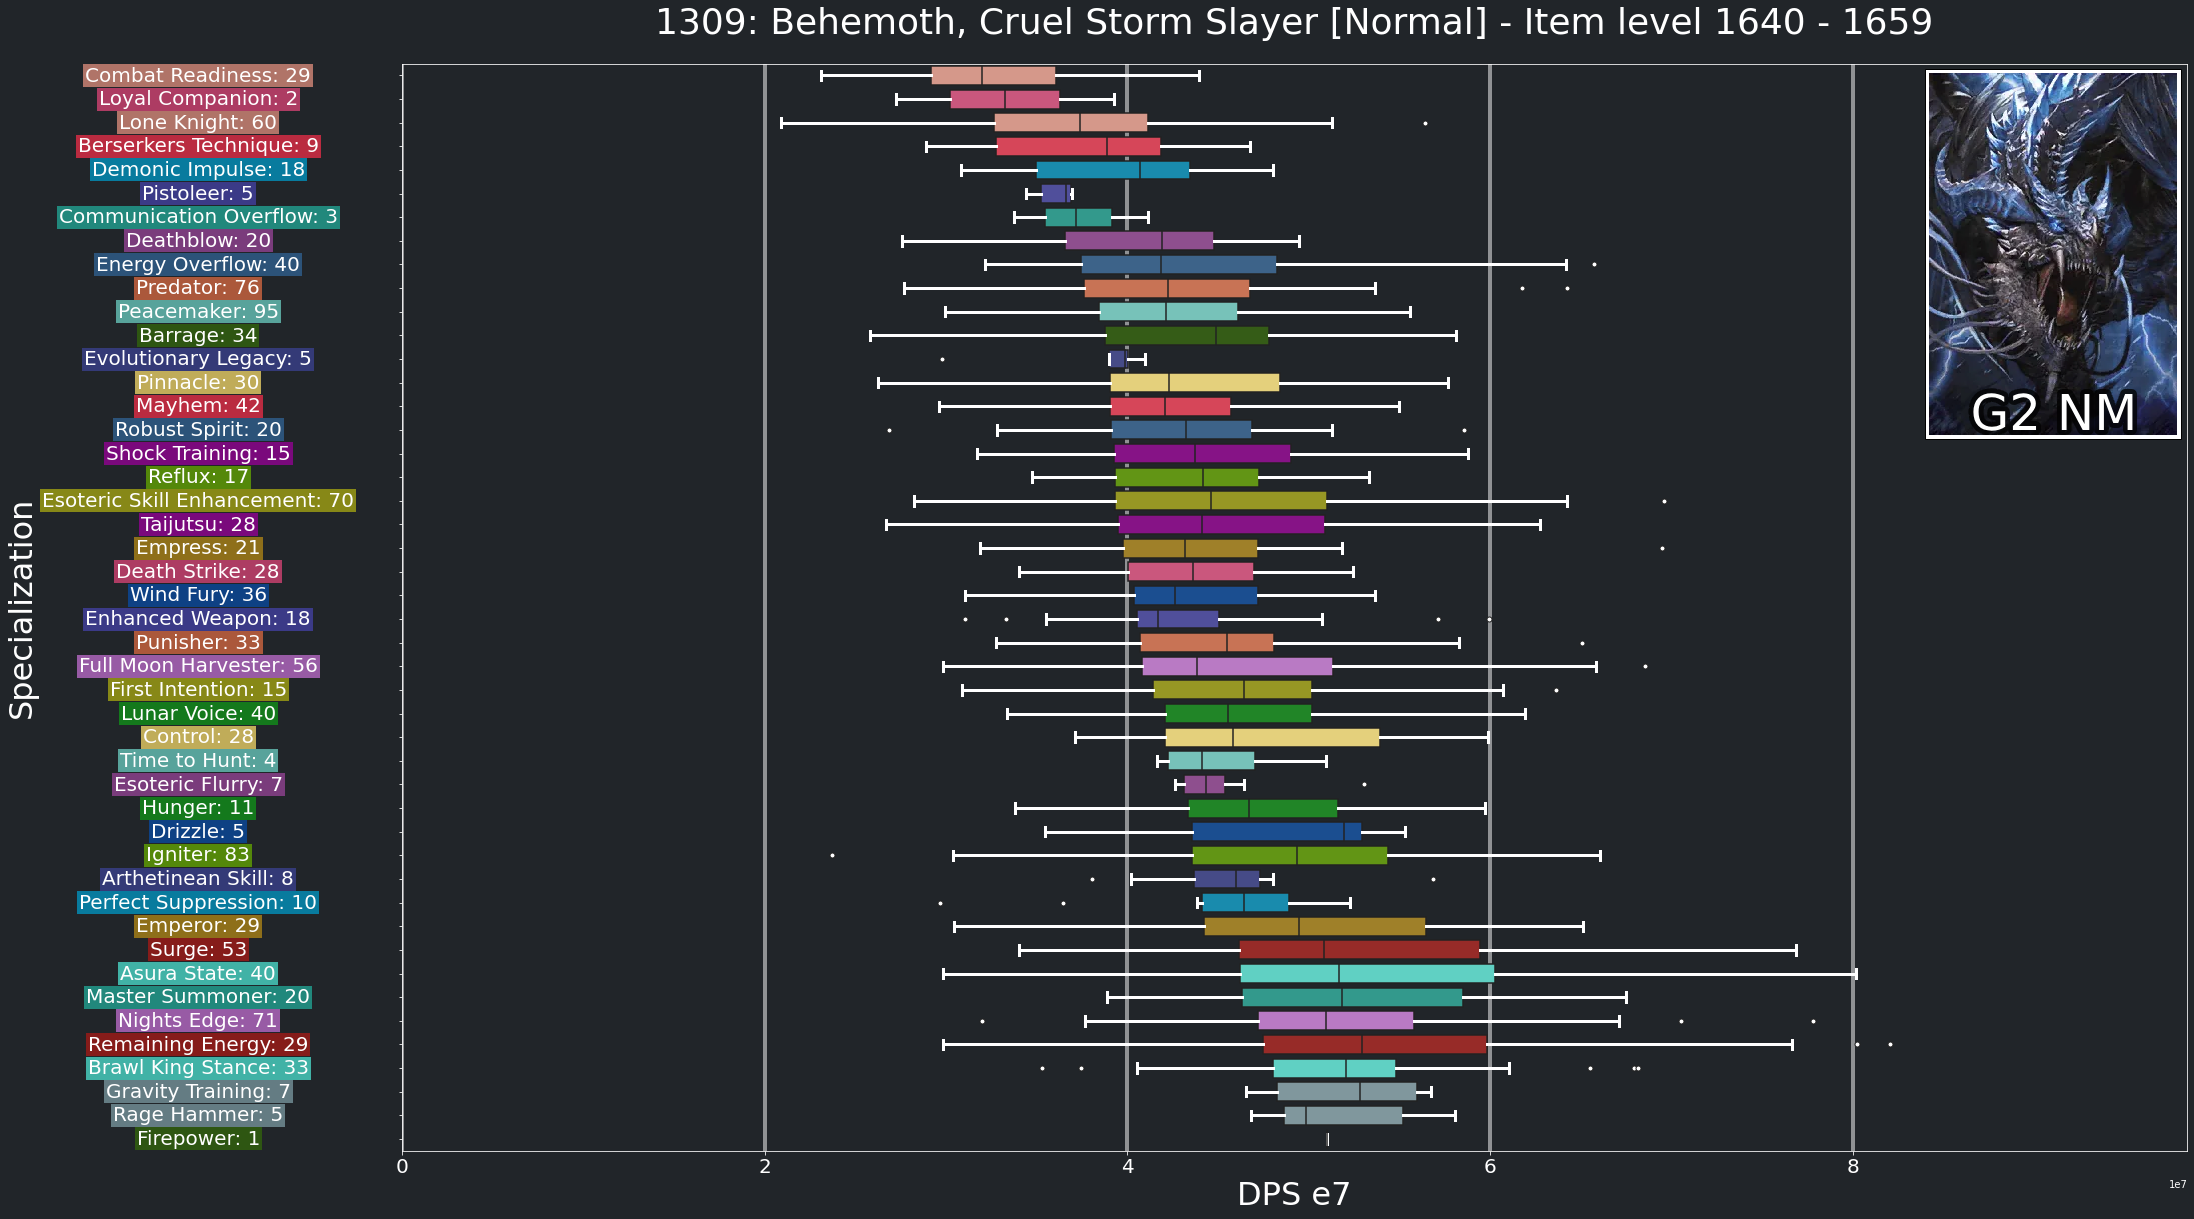 1309: Behemoth, Cruel Storm Slayer [Normal] - Item level 1640 - 1659
Combat Readiness: 29
Loyal Companion: 2
Lone Knight: 60
Berserkers Technique: 9
Demonic Impulse: 18
Pistoleer: 5
Communication Overflow: 3
Deathblow: 20
Energy Overflow: 40
Predator: 76
Peacemaker: 95
Barrage: 34
Evolutionary Legacy: 5
Pinnacle: 30
Mayhem: 42
Robust Spirit: 20
Shock Training: 15
Reflux: 17
Esoteric Skill Enhancement: 70
Taijutsu: 28
Empress: 21
Death Strike: 28
Wind Fury: 36
Enhanced Weapon: 18
Punisher: 33
Full Moon Harvester: 56
First Intention: 15
Lunar Voice: 40
Control: 28
Time to Hunt: 4
Esoteric Flurry: 7
Hunger: 11
Drizzle: 5
Igniter: 83
Arthetinean Skill: 8
Perfect Suppression: 10
Emperor: 29
Surge: 53
Asura State: 40
Master Summoner: 20
Nights Edge: 71
Remaining Energy: 29
Brawl King Stance: 33
Gravity Training: 7
Rage Hammer: 5
Firepower: 1
Specialization
G2 NM
0 2 4 6 8
DPS e7
1e7